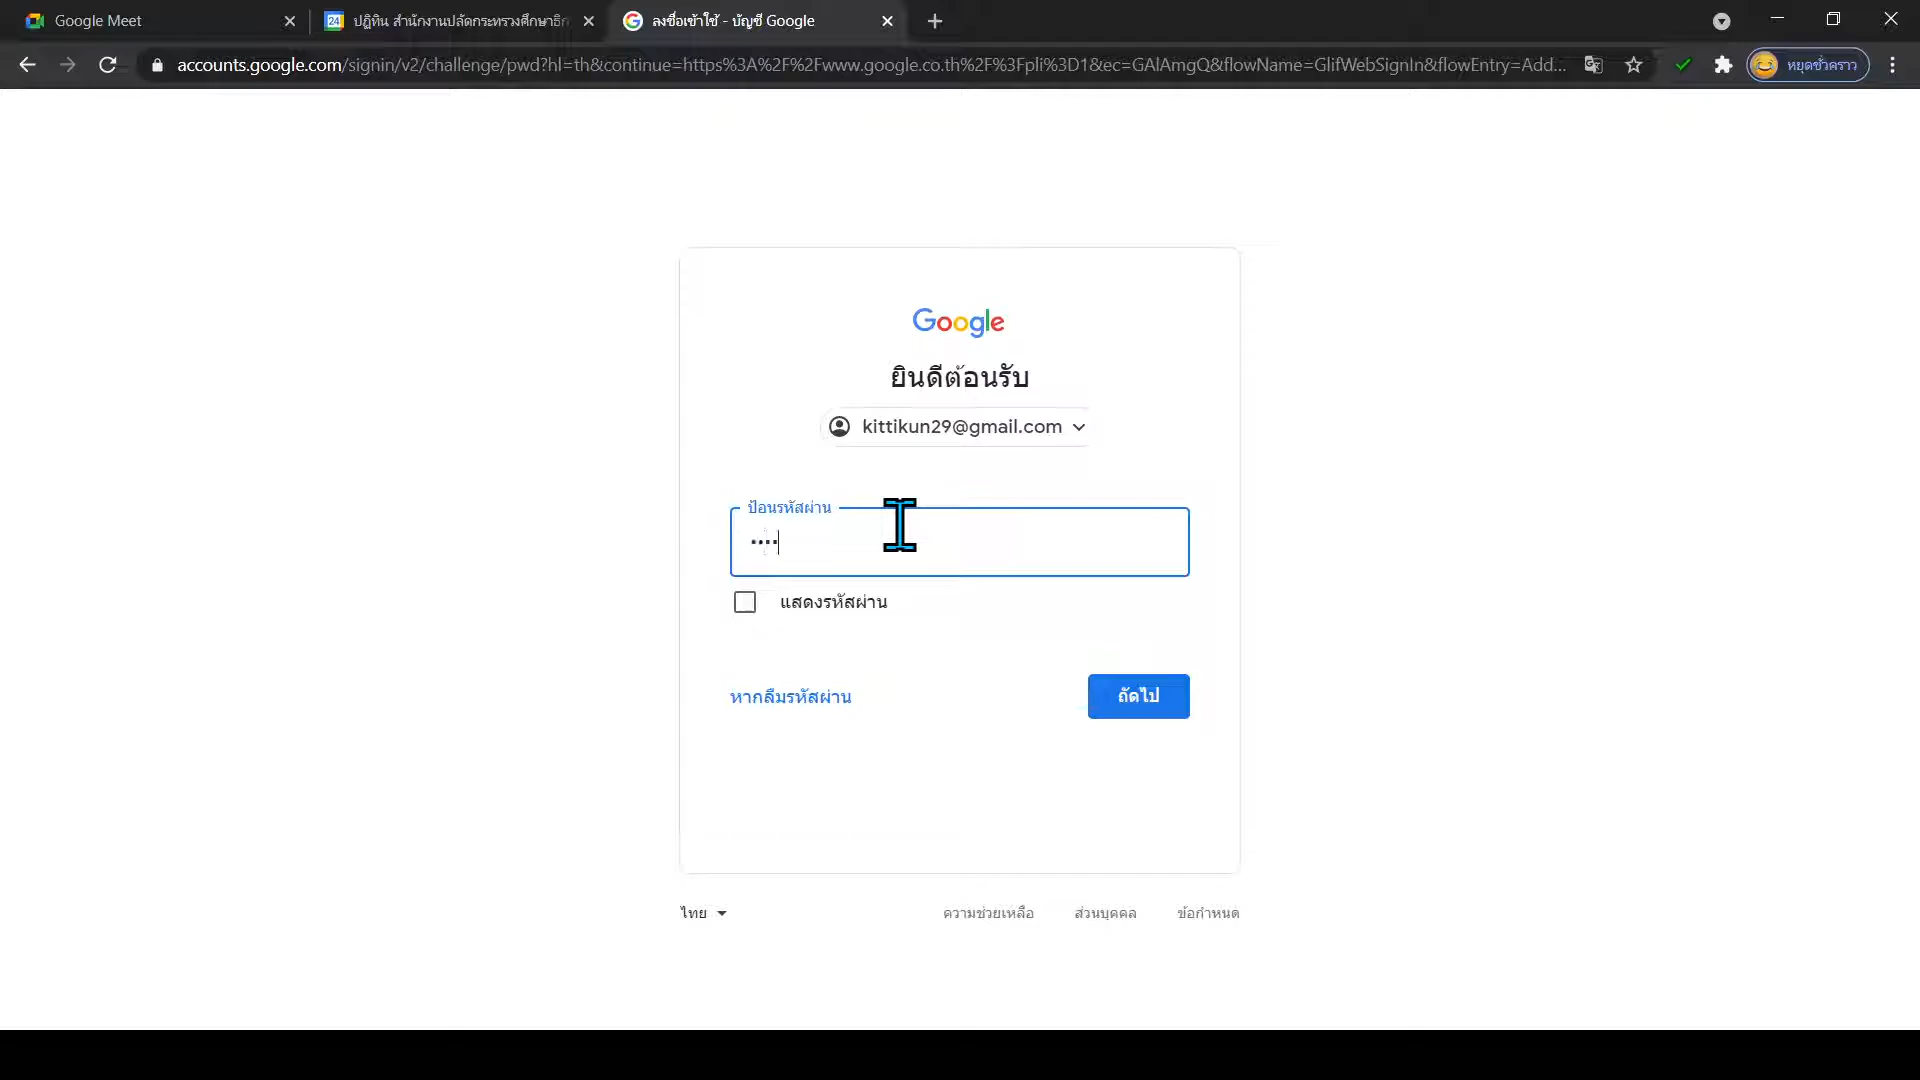 Google Meet
ปฏิทิน สำนักงานปลัดกระทรวงศึกษาธิก
ลงชื่อเข้าใช้ - บัญชี Google
accounts.google.com/signin/v2/challenge/pwd?hl=th&continue=https%3A%2F%2Fwww.google.co.th%2F%3Fpli%3D1&ec=GAlAmgQ&flowName=GlifWebSignIn&flowEntry=Add...
หยุดชั่วคราว
Google
ยินดีต้อนรับ
kittikun29@gmail.com
ป้อนรหัสผ่าน
••••
แสดงรหัสผ่าน
หากลืมรหัสผ่าน
ถัดไป
ไทย
ความช่วยเหลือ
ส่วนบุคคล
ข้อกำหนด